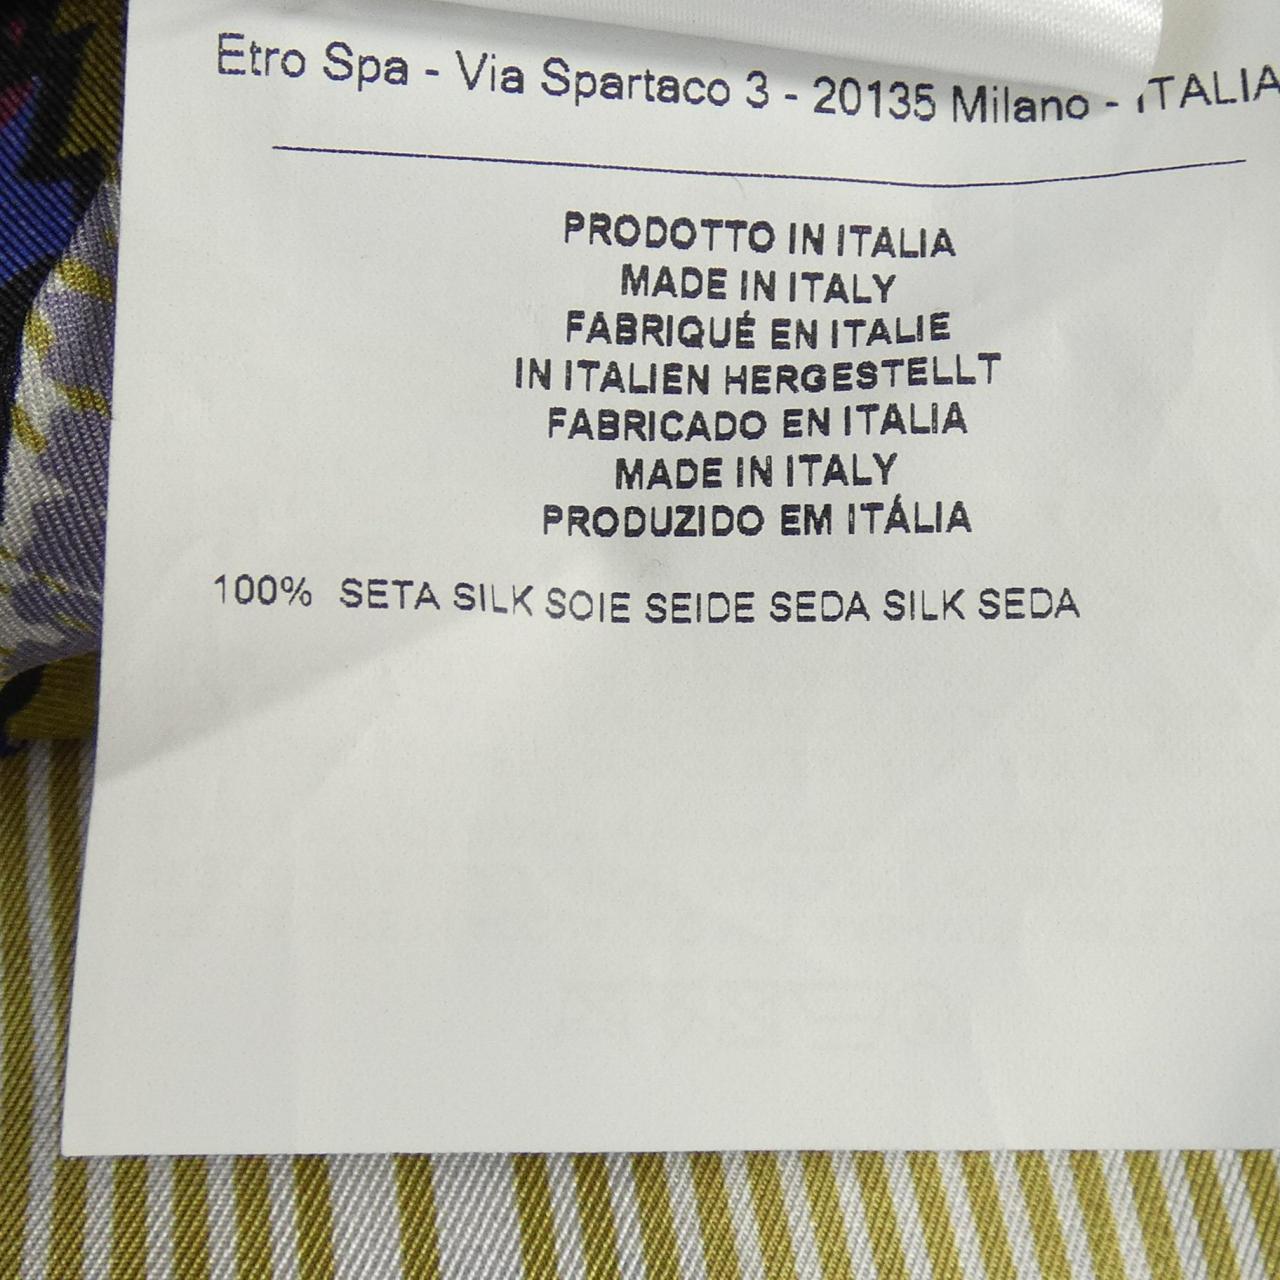 Etro Spa - Via Spartaco 3 - 20135 Milano - ITALIA
PRODOTTO IN ITALIA
MADE IN ITALY
FABRIQUÉ EN ITALIE
IN ITALIEN HERGESTELLT
FABRICADO EN ITALIA
MADE IN ITALY
PRODUZIDO EM ITÁLIA
100% SETA SILK SOIE SEIDE SEDA SILK SEDA